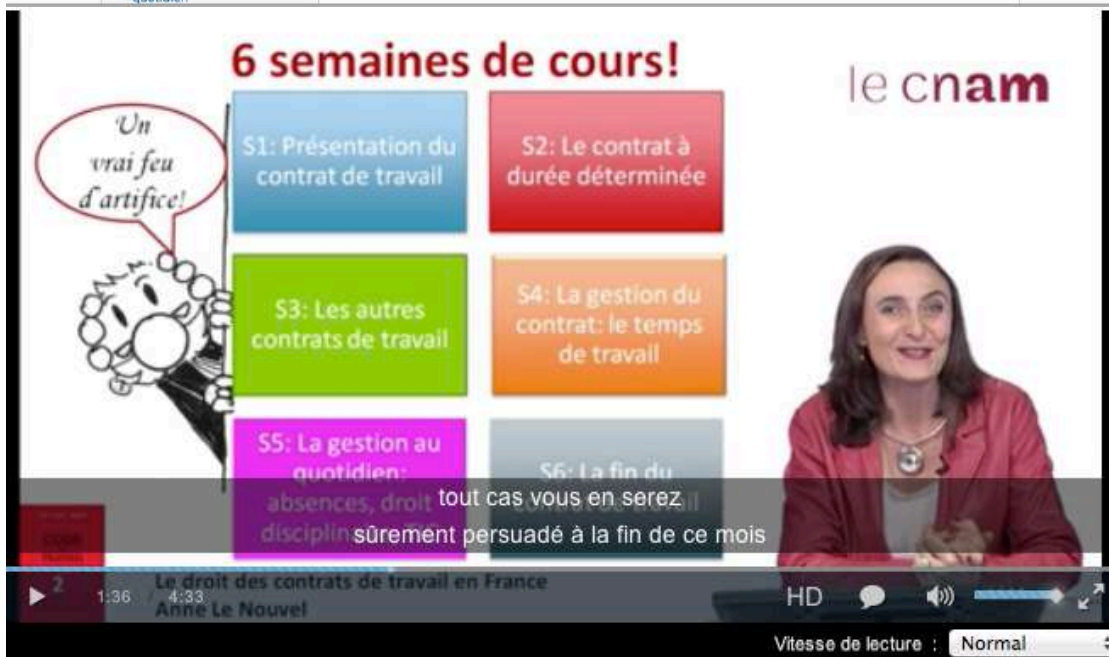 quotidien
6 semaines de cours!
le cnam
Un
vrai feu
d'artifice!
S1: Présentation du
contrat de travail
S2: Le contrat à
durée déterminée
S3: Les autres
contrats de travail
S4: La gestion du
contrat: le temps
de travail
S5: La gestion au
quotidien:
absences, droit
S6: La fin du
tout cas vous en serez
sûrement persuadé à la fin de ce mois
2
Le droit des contrats de travail en France
Anne Le Nouvel
1:36 / 4:33
HD
Vitesse de lecture : Normal